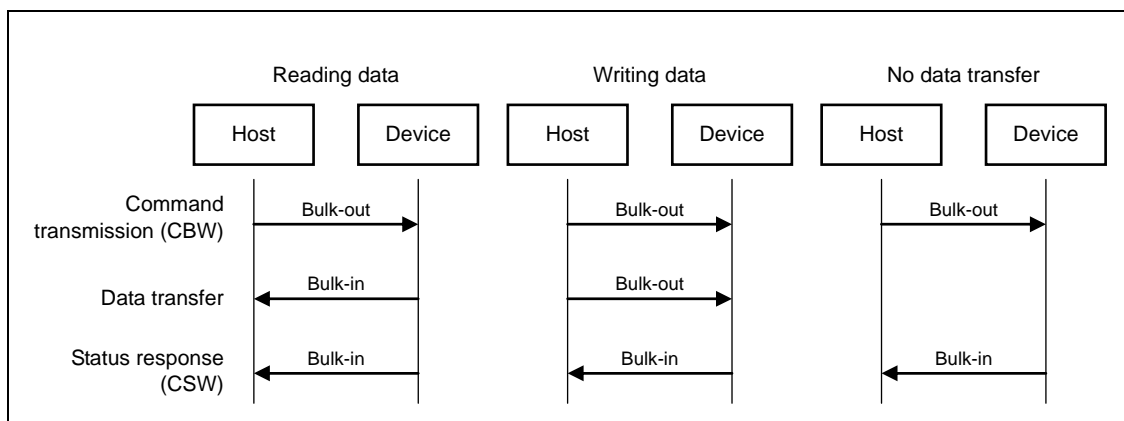 Reading data Writing data No data transfer
Host Device Host Device Host Device
Command
transmission (CBW)
Bulk-out Bulk-out Bulk-out
Data transfer
Bulk-in Bulk-out
Status response
(CSW)
Bulk-in Bulk-in Bulk-in